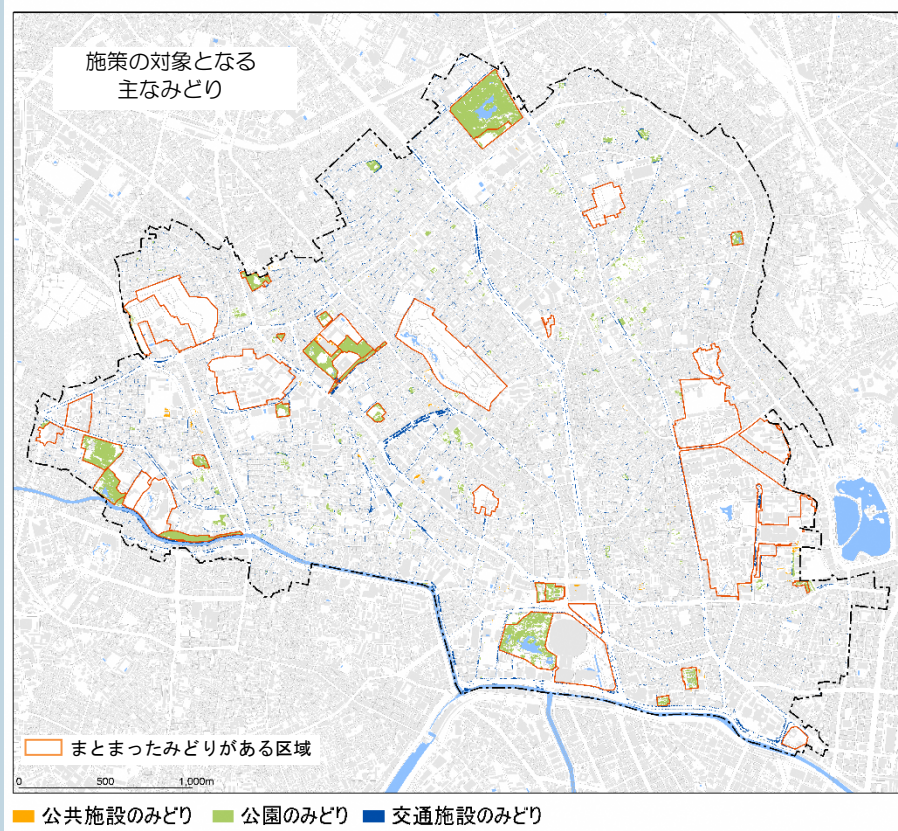 施策の対象となる
主なみどり
まとまったみどりがある区域
0 500 1,000m
公共施設のみどり 公園のみどり 交通施設のみどり